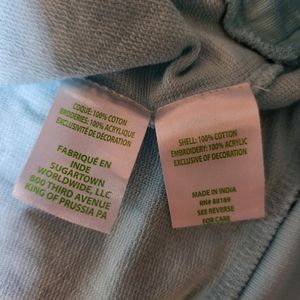 COQUE: 100% COTON
BRODERIES: 100% ACRYLIQUE
EXCLUSIVITÉ DE DÉCORATION
FABRIQUÉ EN
INDE
SUGARTOWN
WORLDWIDE, LLC
800 THIRD AVENUE
KING OF PRUSSIA PA
SHELL: 100% COTTON
EMBROIDERY: 100% ACRYLIC
EXCLUSIVE OF DECORATION
MADE IN INDIA
RN# 88189
SEE REVERSE
FOR CARE